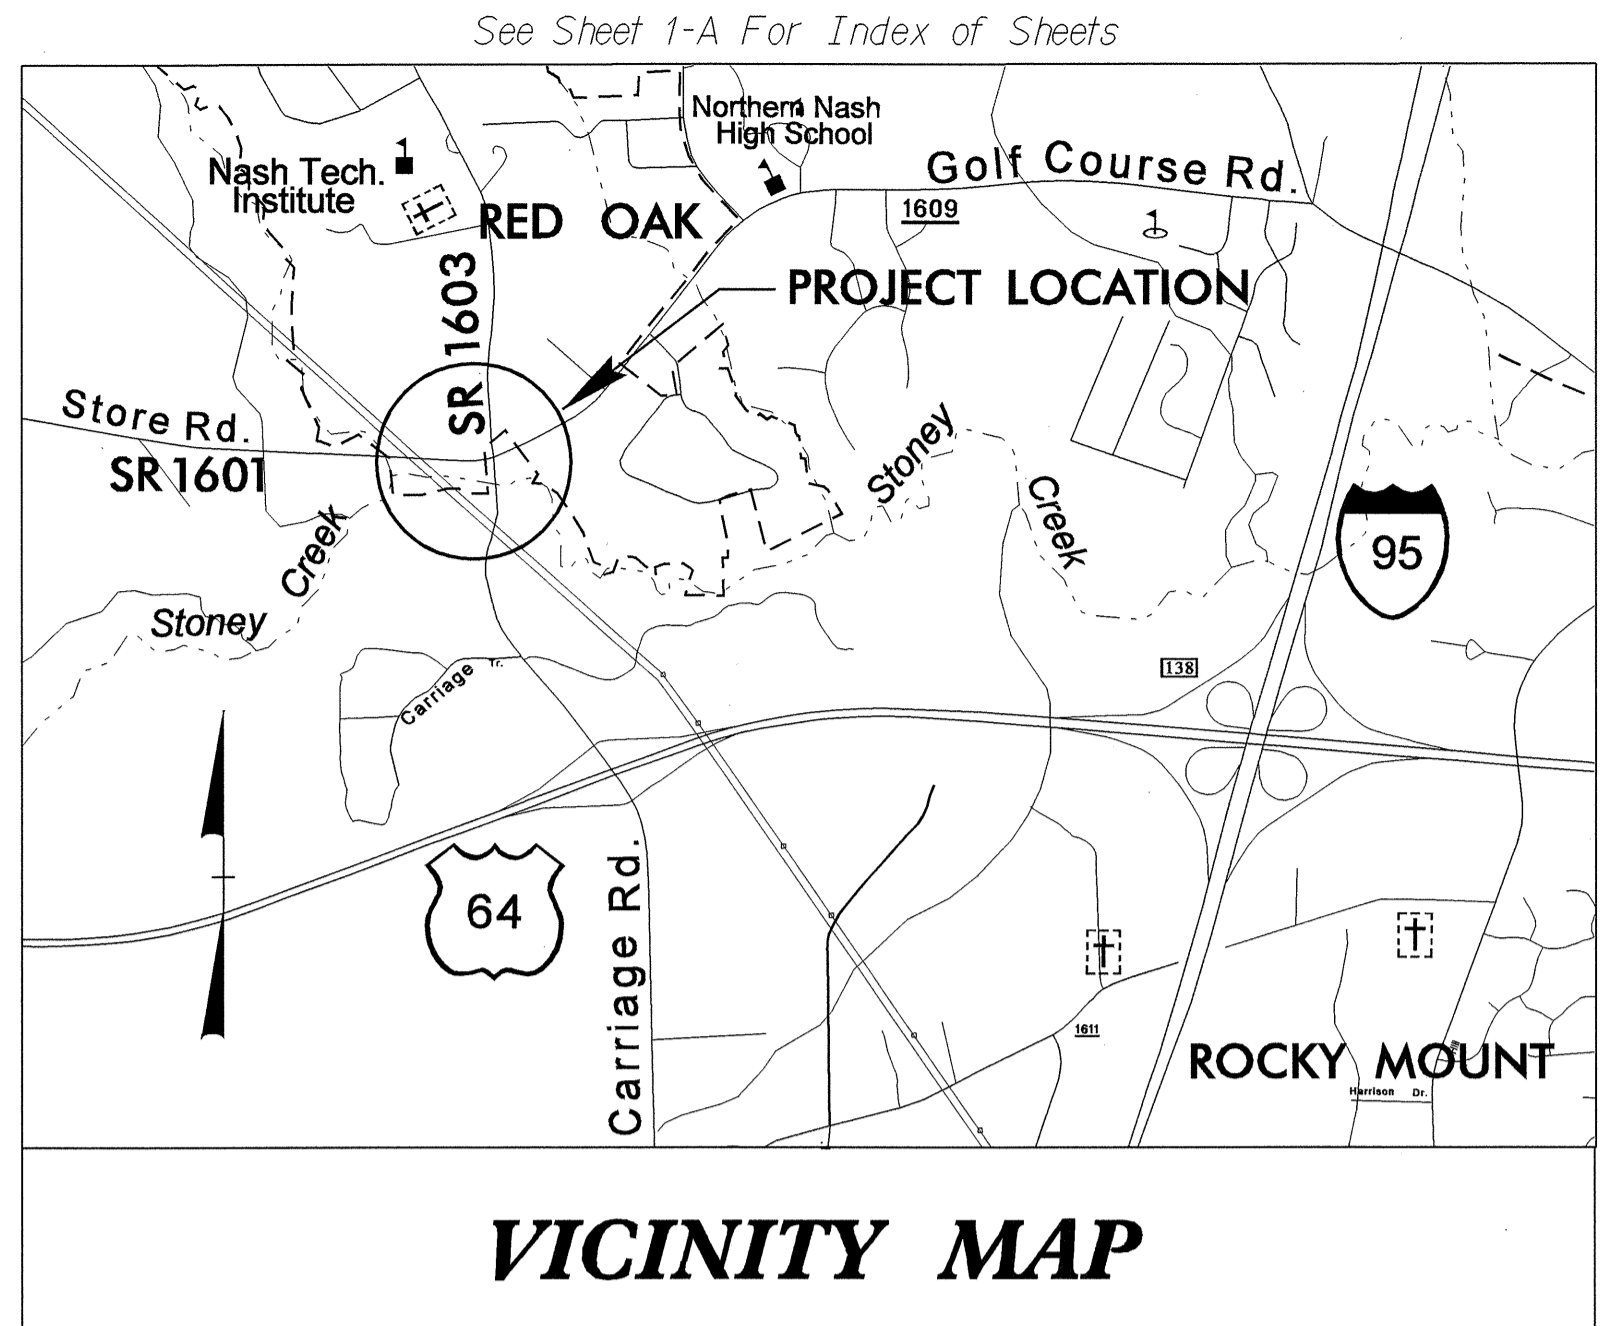 See Sheet 1-A For Index of Sheets
Northern Nash
High School
Nash Tech.
Institute
Golf Course Rd.
RED OAK
1609
SR 1603
PROJECT LOCATION
Store Rd.
SR 1601
Stoney
Creek
Stoney
Creek
95
138
Carriage Tr.
64
Carriage Rd.
1611
ROCKY MOUNT
Harrison Dr.
VICINITY MAP